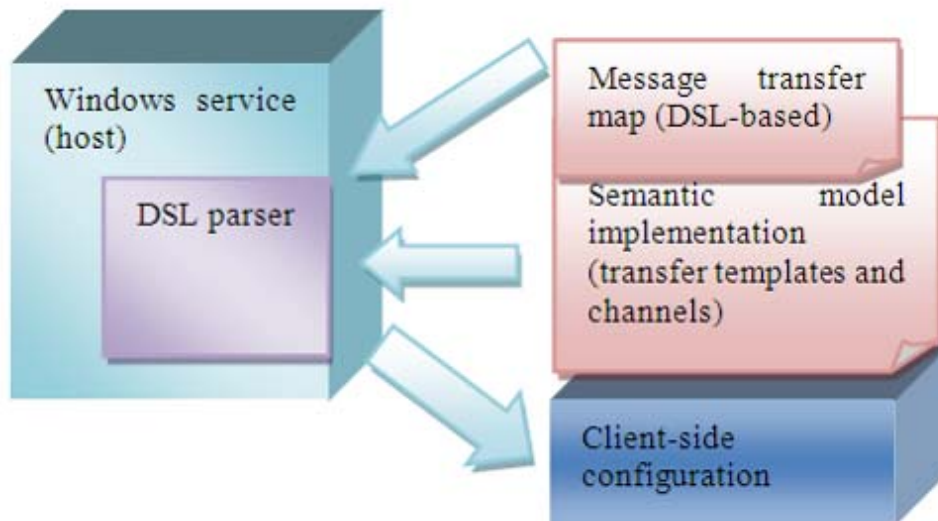 Windows service
(host)
DSL parser
Message transfer
map (DSL-based)
Semantic model
implementation
(transfer templates and
channels)
Client-side
configuration